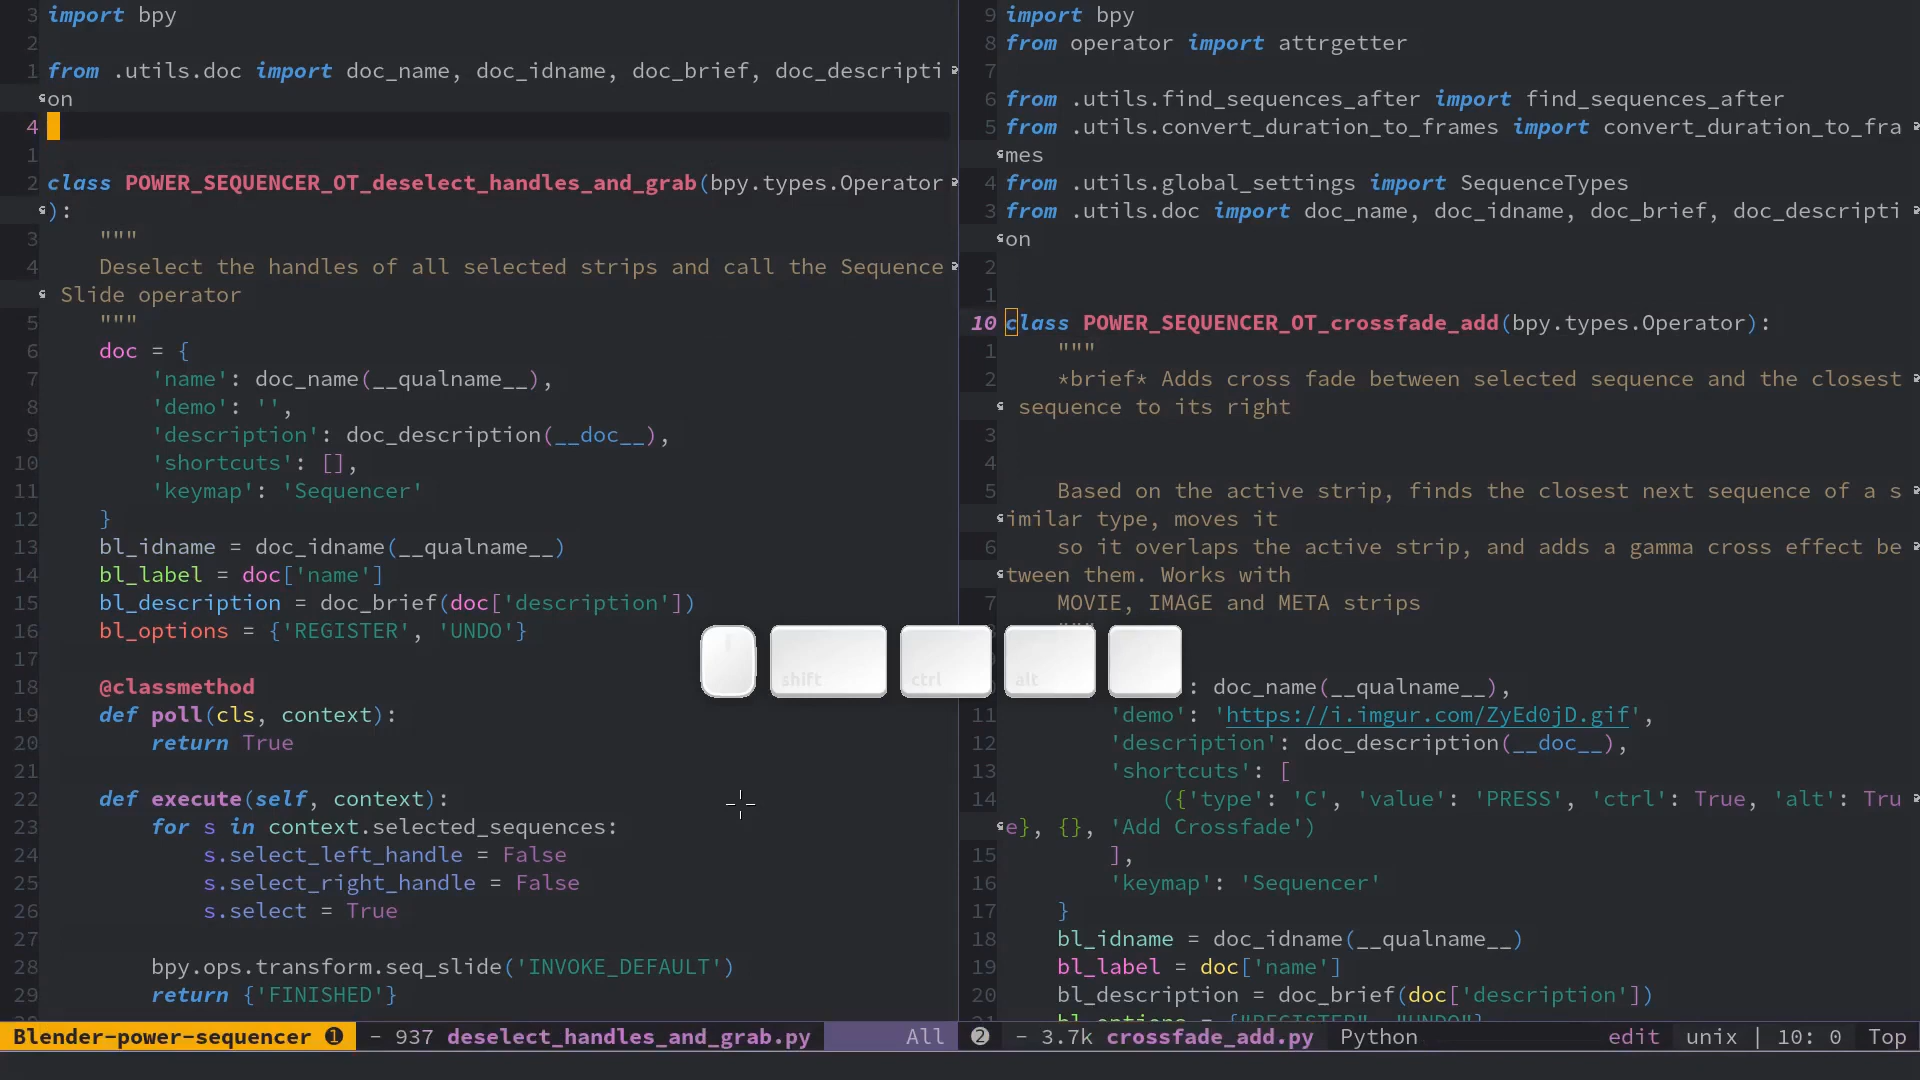 3 import bpy
2
1 from .utils.doc import doc_name, doc_idname, doc_brief, doc_descripti
on
4
1
2 class POWER_SEQUENCER_OT_deselect_handles_and_grab(bpy.types.Operator
):
3     """
4     Deselect the handles of all selected strips and call the Sequence
 Slide operator
5     """
6     doc = {
7         'name': doc_name(__qualname__),
8         'demo': '',
9         'description': doc_description(__doc__),
10         'shortcuts': [],
11         'keymap': 'Sequencer'
12     }
13     bl_idname = doc_idname(__qualname__)
14     bl_label = doc['name']
15     bl_description = doc_brief(doc['description'])
16     bl_options = {'REGISTER', 'UNDO'}
17
18     @classmethod
19     def poll(cls, context):
20         return True
21
22     def execute(self, context):
23         for s in context.selected_sequences:
24             s.select_left_handle = False
25             s.select_right_handle = False
26             s.select = True
27
28         bpy.ops.transform.seq_slide('INVOKE_DEFAULT')
29         return {'FINISHED'}
Blender-power-sequencer ❶ - 937 deselect_handles_and_grab.py All
9 import bpy
8 from operator import attrgetter
7
6 from .utils.find_sequences_after import find_sequences_after
5 from .utils.convert_duration_to_frames import convert_duration_to_fra
mes
4 from .utils.global_settings import SequenceTypes
3 from .utils.doc import doc_name, doc_idname, doc_brief, doc_descripti
on
2
1
10 class POWER_SEQUENCER_OT_crossfade_add(bpy.types.Operator):
1     """
2     *brief* Adds cross fade between selected sequence and the closest
 sequence to its right
3
4
5     Based on the active strip, finds the closest next sequence of a s
imilar type, moves it
6     so it overlaps the active strip, and adds a gamma cross effect be
tween them. Works with
7     MOVIE, IMAGE and META strips
shift ctrl alt
: doc_name(__qualname__),
11         'demo': 'https://i.imgur.com/ZyEd0jD.gif',
12         'description': doc_description(__doc__),
13         'shortcuts': [
14             ({'type': 'C', 'value': 'PRESS', 'ctrl': True, 'alt': Tru
e}, {}, 'Add Crossfade')
15         ],
16         'keymap': 'Sequencer'
17     }
18     bl_idname = doc_idname(__qualname__)
19     bl_label = doc['name']
20     bl_description = doc_brief(doc['description'])
bl_options = {"REGISTER", "UNDO"}
❷ - 3.7k crossfade_add.py Python edit unix | 10: 0 Top